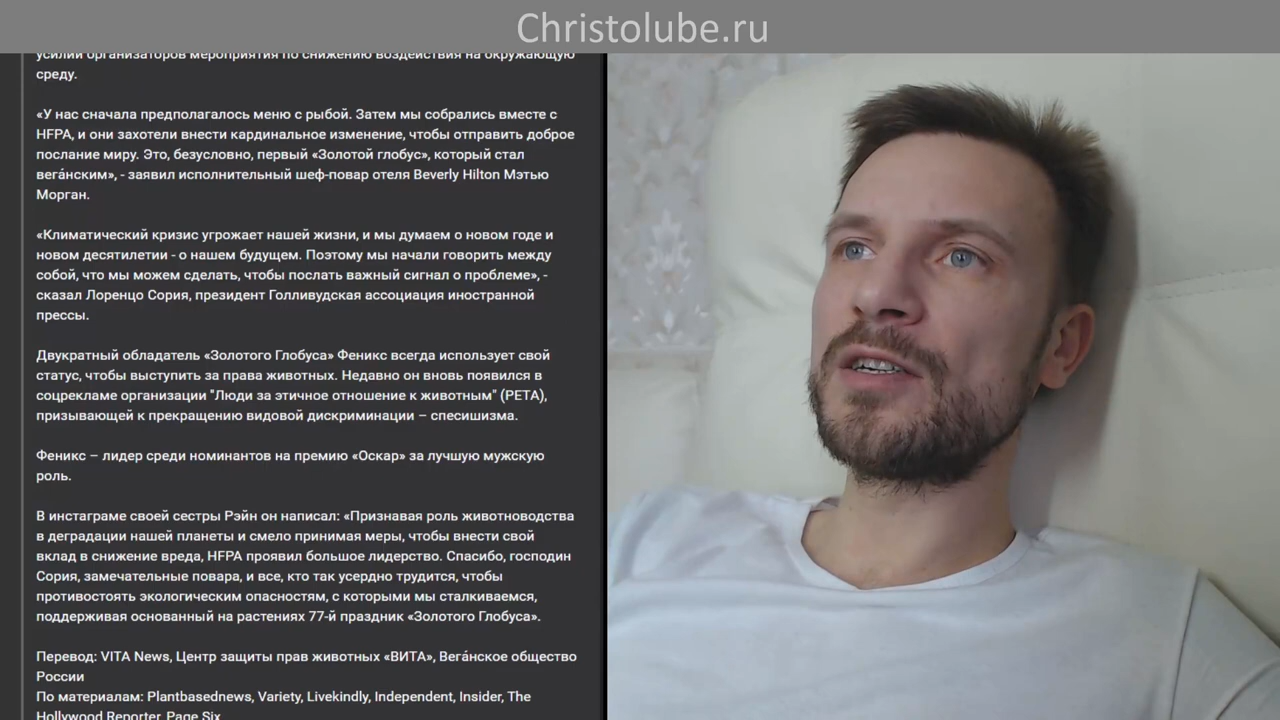 Christolube.ru
усилий организаторов мероприятия по снижению воздействия на окружающую
среду.
«У нас сначала предполагалось меню с рыбой. Затем мы собрались вместе с
HFPA, и они захотели внести кардинальное изменение, чтобы отправить доброе
послание миру. Это, безусловно, первый «Золотой глобус», который стал
вега́нским», - заявил исполнительный шеф-повар отеля Beverly Hilton Мэтью
Морган.
«Климатический кризис угрожает нашей жизни, и мы думаем о новом годе и
новом десятилетии - о нашем будущем. Поэтому мы начали говорить между
собой, что мы можем сделать, чтобы послать важный сигнал о проблеме», -
сказал Лоренцо Сория, президент Голливудская ассоциация иностранной
прессы.
Двукратный обладатель «Золотого Глобуса» Феникс всегда использует свой
статус, чтобы выступить за права животных. Недавно он вновь появился в
соцрекламе организации "Люди за этичное отношение к животным" (PETA),
призывающей к прекращению видовой дискриминации – спесишизма.
Феникс – лидер среди номинантов на премию «Оскар» за лучшую мужскую
роль.
В инстаграме своей сестры Рэйн он написал: «Признавая роль животноводства
в деградации нашей планеты и смело принимая меры, чтобы внести свой
вклад в снижение вреда, HFPA проявил большое лидерство. Спасибо, господин
Сория, замечательные повара, и все, кто так усердно трудится, чтобы
противостоять экологическим опасностям, с которыми мы сталкиваемся,
поддерживая основанный на растениях 77-й праздник «Золотого Глобуса».
Перевод: VITA News, Центр защиты прав животных «ВИТА», Вега́нское общество
России
По материалам: Plantbasednews, Variety, Livekindly, Independent, Insider, The
Hollywood Reporter, Page Six